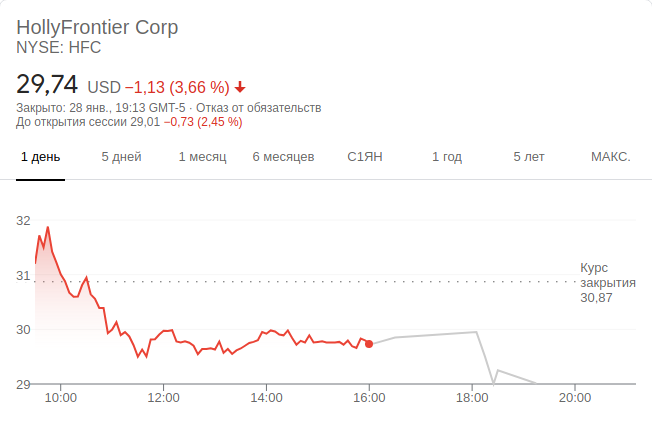 HollyFrontier Corp
NYSE: HFC
29,74 USD −1,13 (3,66 %)
Закрыто: 28 янв., 19:13 GMT-5 · Отказ от обязательств
До открытия сессии 29,01 −0,73 (2,45 %)
1 день 5 дней 1 месяц 6 месяцев С1ЯН 1 год 5 лет МАКС.
32
31
30
29
Курс
закрытия
30,87
10:00 12:00 14:00 16:00 18:00 20:00